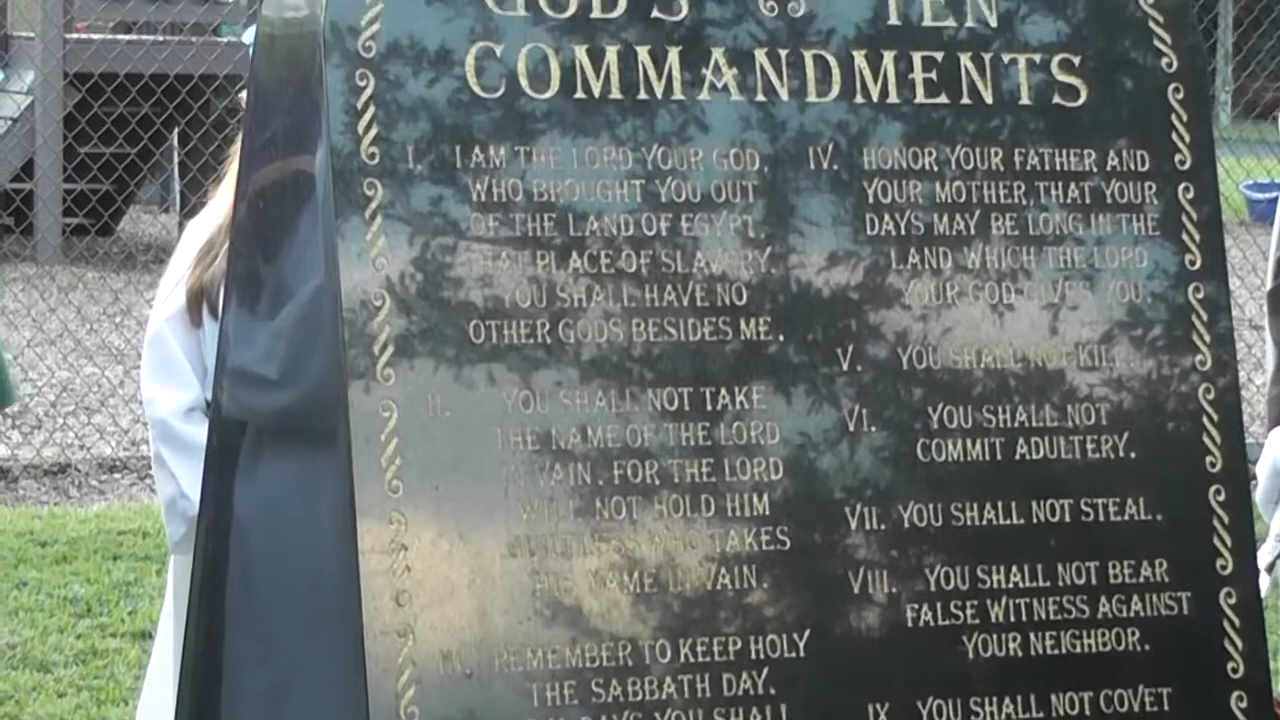 GOD'S TEN
COMMANDMENTS
I. I AM THE LORD YOUR GOD,
WHO BROUGHT YOU OUT
OF THE LAND OF EGYPT,
THAT PLACE OF SLAVERY.
YOU SHALL HAVE NO
OTHER GODS BESIDES ME.
II. YOU SHALL NOT TAKE
THE NAME OF THE LORD
VAIN. FOR THE LORD
WILL NOT HOLD HIM
GUILTLESS WHO TAKES
HIS NAME IN VAIN.
III. REMEMBER TO KEEP HOLY
THE SABBATH DAY.
DAYS YOU SHALL
IV. HONOR YOUR FATHER AND
YOUR MOTHER, THAT YOUR
DAYS MAY BE LONG IN THE
LAND WHICH THE LORD
YOUR GOD GIVES YOU.
V. YOU SHALL NOT KILL.
VI. YOU SHALL NOT
COMMIT ADULTERY.
VII. YOU SHALL NOT STEAL.
VIII. YOU SHALL NOT BEAR
FALSE WITNESS AGAINST
YOUR NEIGHBOR.
IX. YOU SHALL NOT COVET